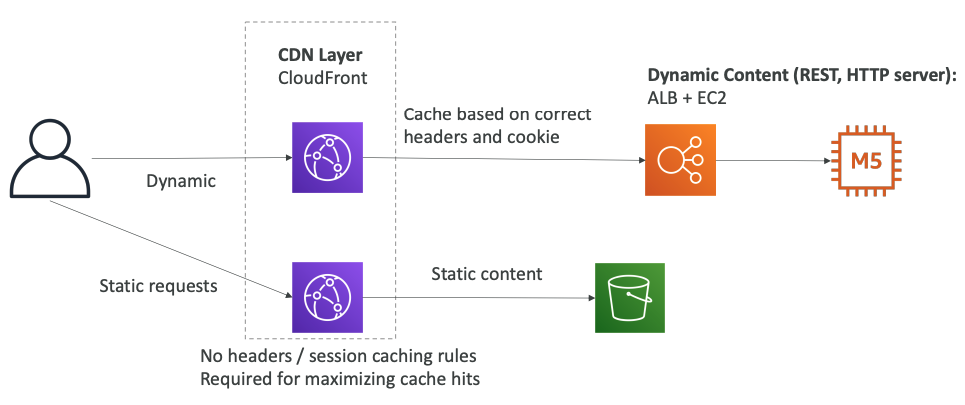 CDN Layer
CloudFront
Dynamic Content (REST, HTTP server):
ALB + EC2
Cache based on correct
headers and cookie
M5
Dynamic
Static requests
Static content
No headers / session caching rules
Required for maximizing cache hits